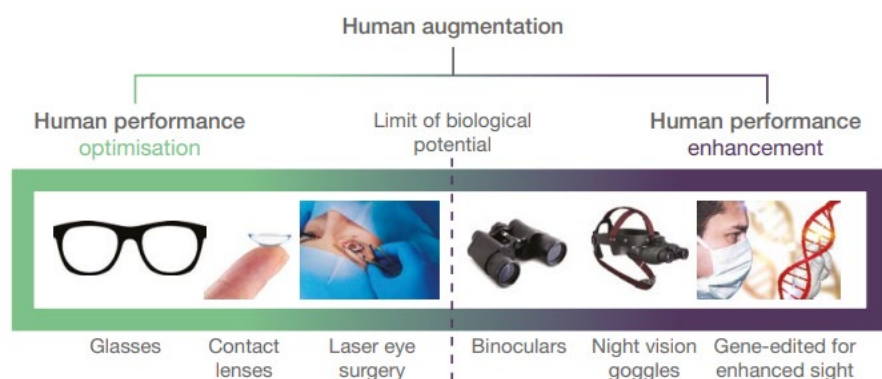 Human augmentation
Human performance
optimisation
Limit of biological
potential
Human performance
enhancement
Glasses
Contact
lenses
Laser eye
surgery
Binoculars
Night vision
goggles
Gene-edited for
enhanced sight